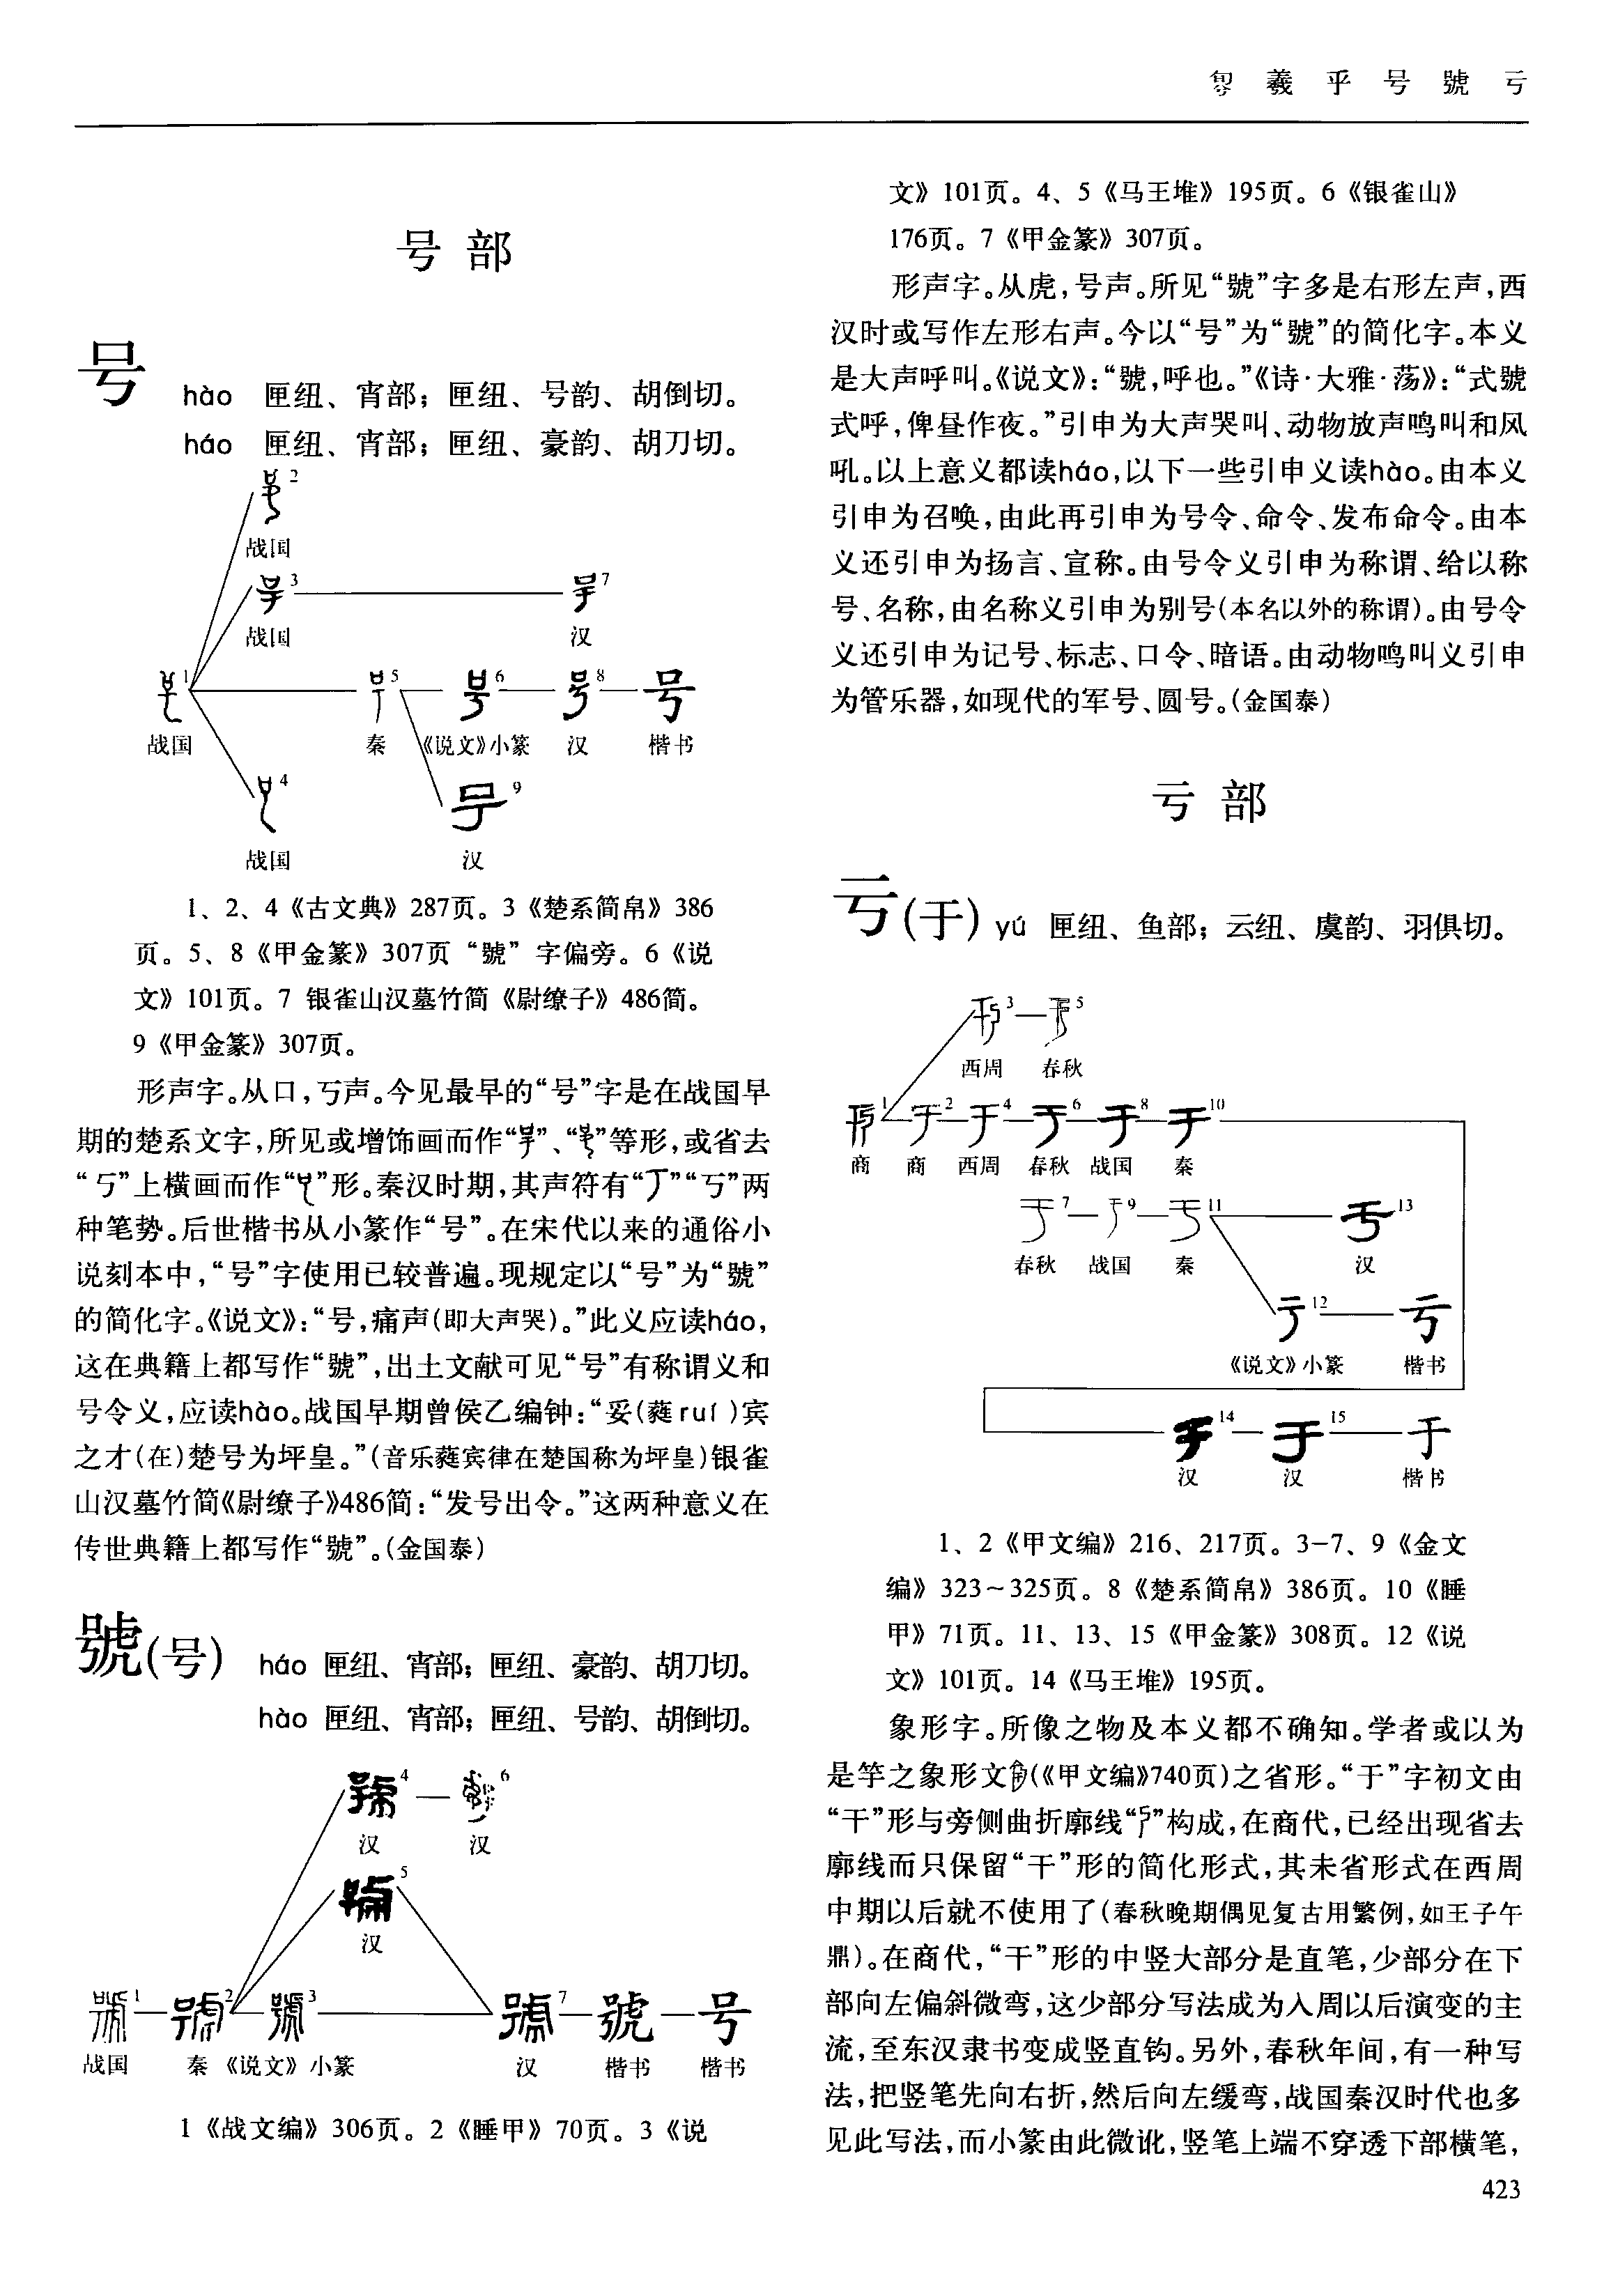 羲 乎 号 號 亏
号 部
号
hào 匣纽、宵部；匣纽、号韵、胡倒切。
háo 匣纽、宵部；匣纽、豪韵、胡刀切。
2
战国
3 7
战国 汉
1 5 6 8 号
战国 秦 《说文》小篆 汉 楷书
4 9
战国 汉
1、2、4《古文典》287页。3《楚系简帛》386
页。5、8《甲金篆》307页“號”字偏旁。6《说
文》101页。7 银雀山汉墓竹简《尉缭子》486简。
9《甲金篆》307页。
形声字。从口，丂声。今见最早的“号”字是在战国早
期的楚系文字，所见或增饰画而作“”、“”等形，或省去
“丂”上横画而作“”形。秦汉时期，其声符有“丁”“丂”两
种笔势。后世楷书从小篆作“号”。在宋代以来的通俗小
说刻本中，“号”字使用已较普遍。现规定以“号”为“號”
的简化字。《说文》：“号，痛声（即大声哭）。”此义应读háo，
这在典籍上都写作“號”，出土文献可见“号”有称谓义和
号令义，应读hào。战国早期曾侯乙编钟：“妥（蕤ruí）宾
之才（在）楚号为坪皇。”（音乐蕤宾律在楚国称为坪皇）银雀
山汉墓竹简《尉缭子》486简：“发号出令。”这两种意义在
传世典籍上都写作“號”。（金国泰）
號（号） háo 匣纽、宵部；匣纽、豪韵、胡刀切。
hào 匣纽、宵部；匣纽、号韵、胡倒切。
4 6
汉 汉
5
汉
1 2 3 7 號 号
战国 秦 《说文》小篆 汉 楷书 楷书
1《战文编》306页。2《睡甲》70页。3《说
文》101页。4、5《马王堆》195页。6《银雀山》
176页。7《甲金篆》307页。
形声字。从虎，号声。所见“號”字多是右形左声，西
汉时或写作左形右声。今以“号”为“號”的简化字。本义
是大声呼叫。《说文》：“號，呼也。”《诗·大雅·荡》：“式號
式呼，俾昼作夜。”引申为大声哭叫、动物放声鸣叫和风
吼。以上意义都读háo，以下一些引申义读hào。由本义
引申为召唤，由此再引申为号令、命令、发布命令。由本
义还引申为扬言、宣称。由号令义引申为称谓、给以称
号、名称，由名称义引申为别号（本名以外的称谓）。由号令
义还引申为记号、标志、口令、暗语。由动物鸣叫义引申
为管乐器，如现代的军号、圆号。（金国泰）
亏 部
亏（于） yú 匣纽、鱼部；云纽、虞韵、羽俱切。
3 5
西周 春秋
1 2 4 6 8 10
商 商 西周 春秋 战国 秦
7 9 11 13
春秋 战国 秦 汉
12 亏
《说文》小篆 楷书
14 15 于
汉 汉 楷书
1、2《甲文编》216、217页。3-7、9《金文
编》323～325页。8《楚系简帛》386页。10《睡
甲》71页。11、13、15《甲金篆》308页。12《说
文》101页。14《马王堆》195页。
象形字。所像之物及本义都不确知。学者或以为
是竽之象形文（《甲文编》740页）之省形。“于”字初文由
“干”形与旁侧曲折廓线“”构成，在商代，已经出现省去
廓线而只保留“干”形的简化形式，其未省形式在西周
中期以后就不使用了（春秋晚期偶见复古用繁例，如王子午
鼎）。在商代，“干”形的中竖大部分是直笔，少部分在下
部向左偏斜微弯，这少部分写法成为入周以后演变的主
流，至东汉隶书变成竖直钩。另外，春秋年间，有一种写
法，把竖笔先向右折，然后向左缓弯，战国秦汉时代也多
见此写法，而小篆由此微讹，竖笔上端不穿透下部横笔，
423